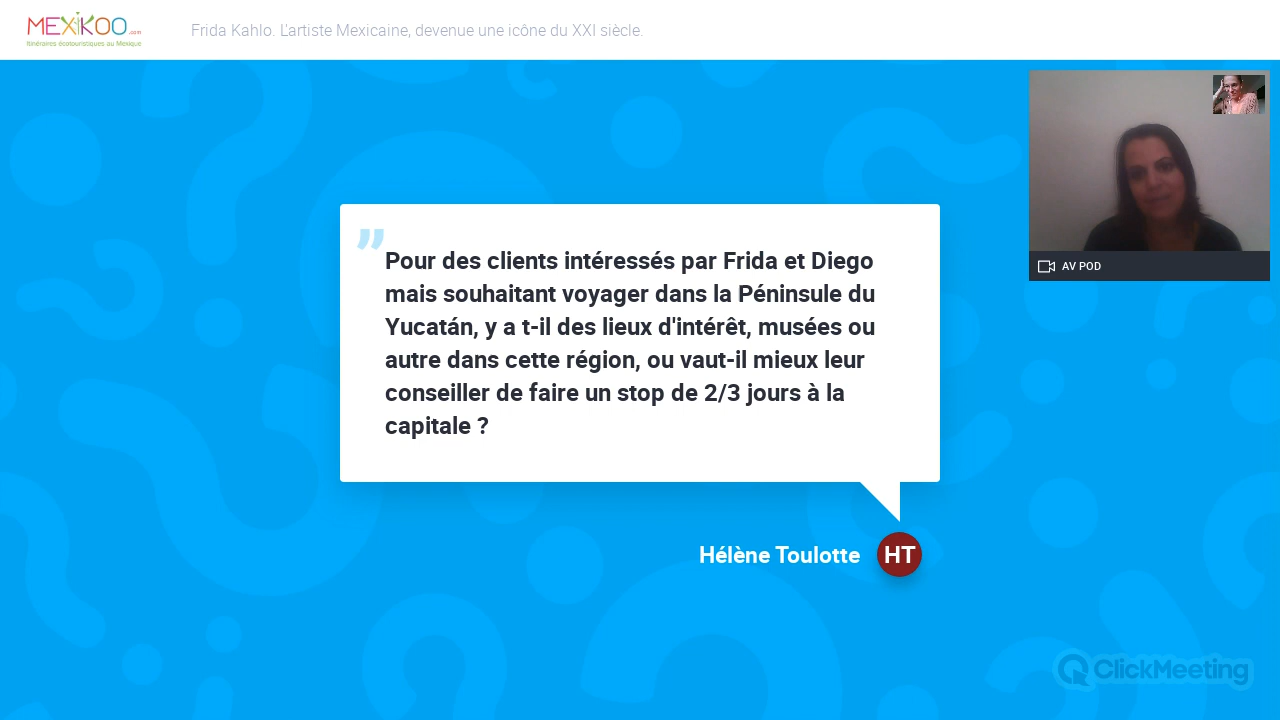 MEXIKOO.com
Itinéraires écotouristiques au Mexique
Frida Kahlo. L'artiste Mexicaine, devenue une icône du XXI siècle.
AV POD
Pour des clients intéressés par Frida et Diego
mais souhaitant voyager dans la Péninsule du
Yucatán, y a t-il des lieux d'intérêt, musées ou
autre dans cette région, ou vaut-il mieux leur
conseiller de faire un stop de 2/3 jours à la
capitale ?
Hélène Toulotte
HT
ClickMeeting